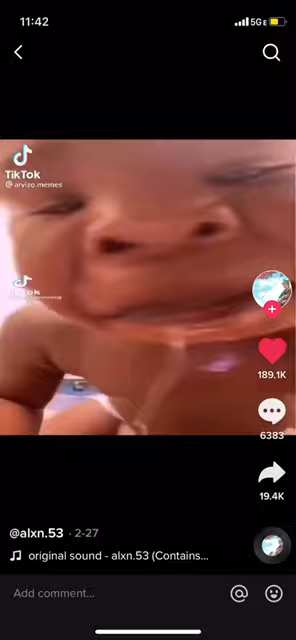 11:42
5G E
TikTok
@arvizo.memes
189.1K
6383
19.4K
@alxn.53 · 2-27
original sound - alxn.53 (Contains...
Add comment...